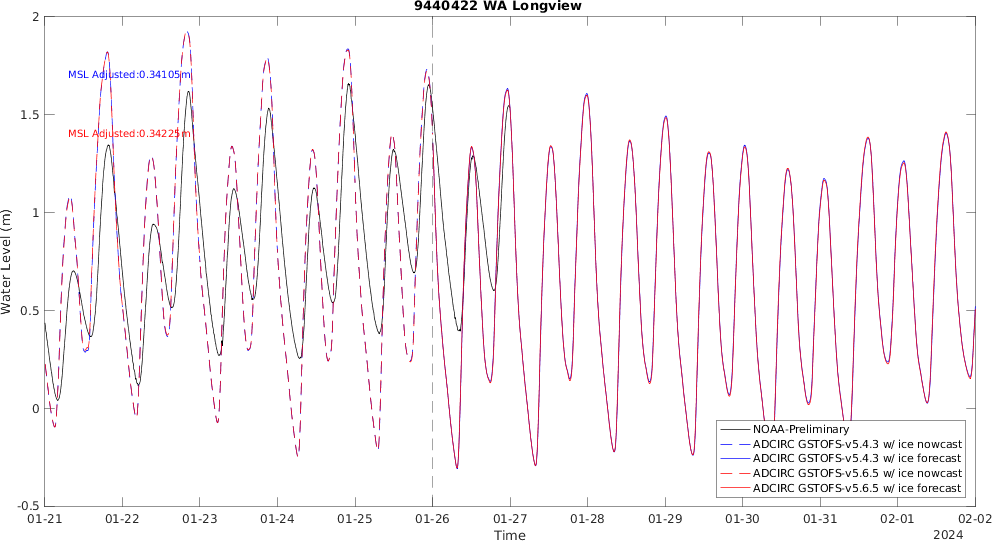 9440422 WA Longview
2
1.5
1
0.5
0
-0.5
Water Level (m)
MSL Adjusted:0.34105m
MSL Adjusted:0.34225m
NOAA-Preliminary
ADCIRC GSTOFS-v5.4.3 w/ ice nowcast
ADCIRC GSTOFS-v5.4.3 w/ ice forecast
ADCIRC GSTOFS-v5.6.5 w/ ice nowcast
ADCIRC GSTOFS-v5.6.5 w/ ice forecast
01-21 01-22 01-23 01-24 01-25 01-26 01-27 01-28 01-29 01-30 01-31 02-01 02-02
Time
2024